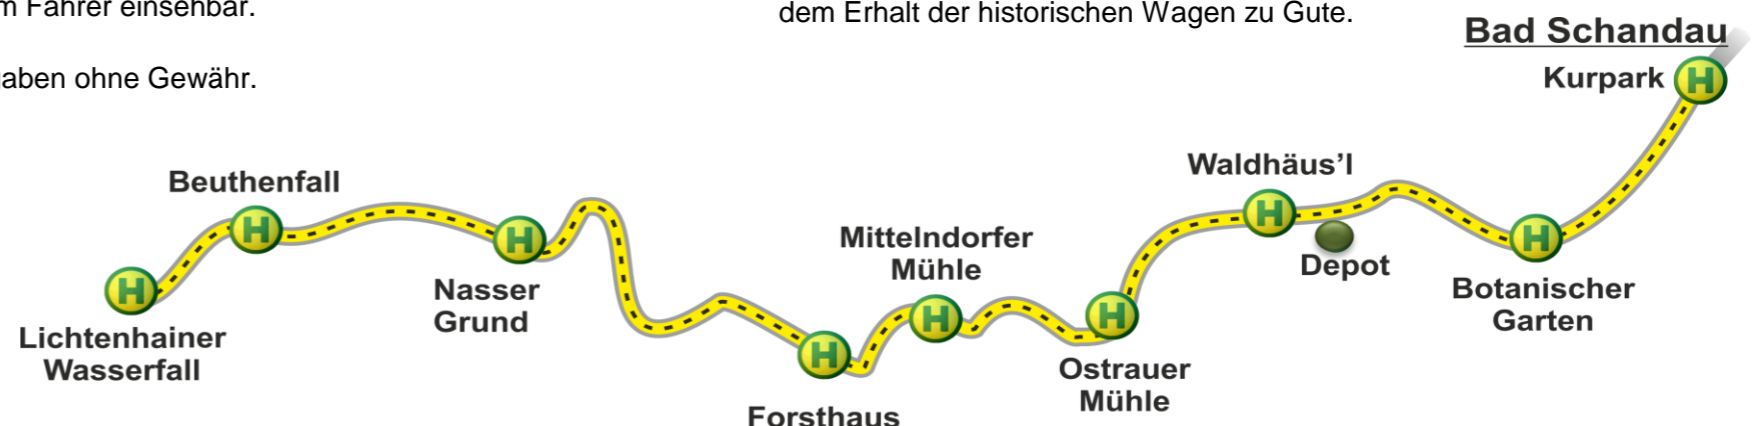 Fahrer einsehbar.
ohne Gewähr.
dem Erhalt der historischen Wagen zu Gute.
Bad Schandau
Kurpark
H
Waldhäus’l
H
Depot
Botanischer
Garten
H
Mittelndorfer
Mühle
H
Ostrauer
Mühle
H
Forsthaus
H
Nasser
Grund
H
Beuthenfall
H
Lichtenhainer
Wasserfall
H